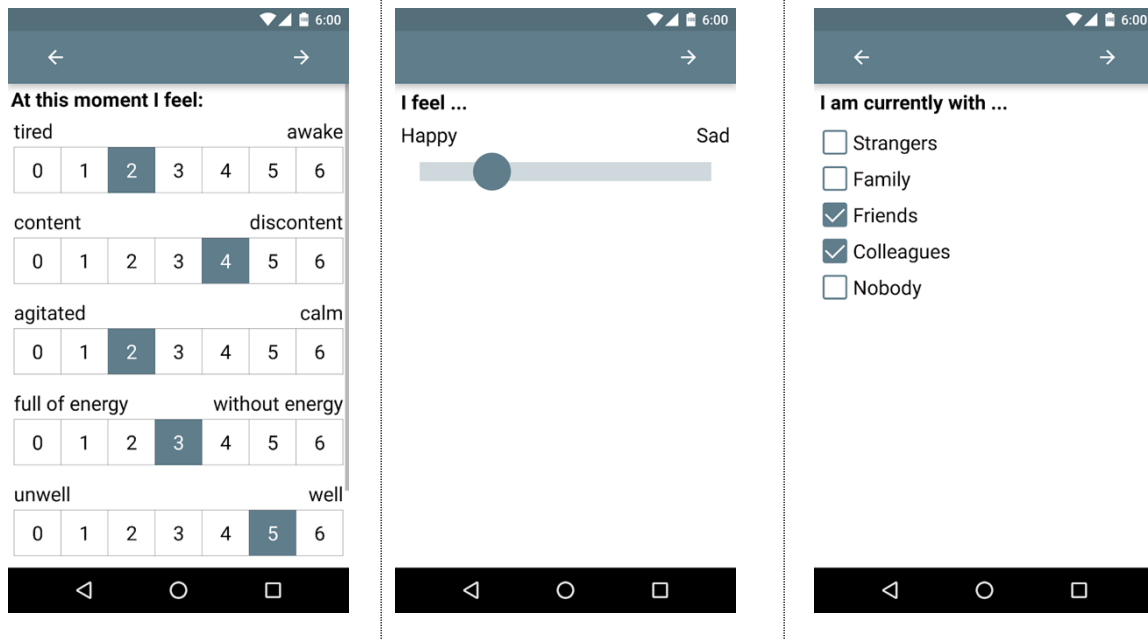 6:00
At this moment I feel:
tired awake
0 1 2 3 4 5 6
content discontent
0 1 2 3 4 5 6
agitated calm
0 1 2 3 4 5 6
full of energy without energy
0 1 2 3 4 5 6
unwell well
0 1 2 3 4 5 6
6:00
I feel ...
Happy Sad
6:00
I am currently with ...
Strangers
Family
Friends
Colleagues
Nobody